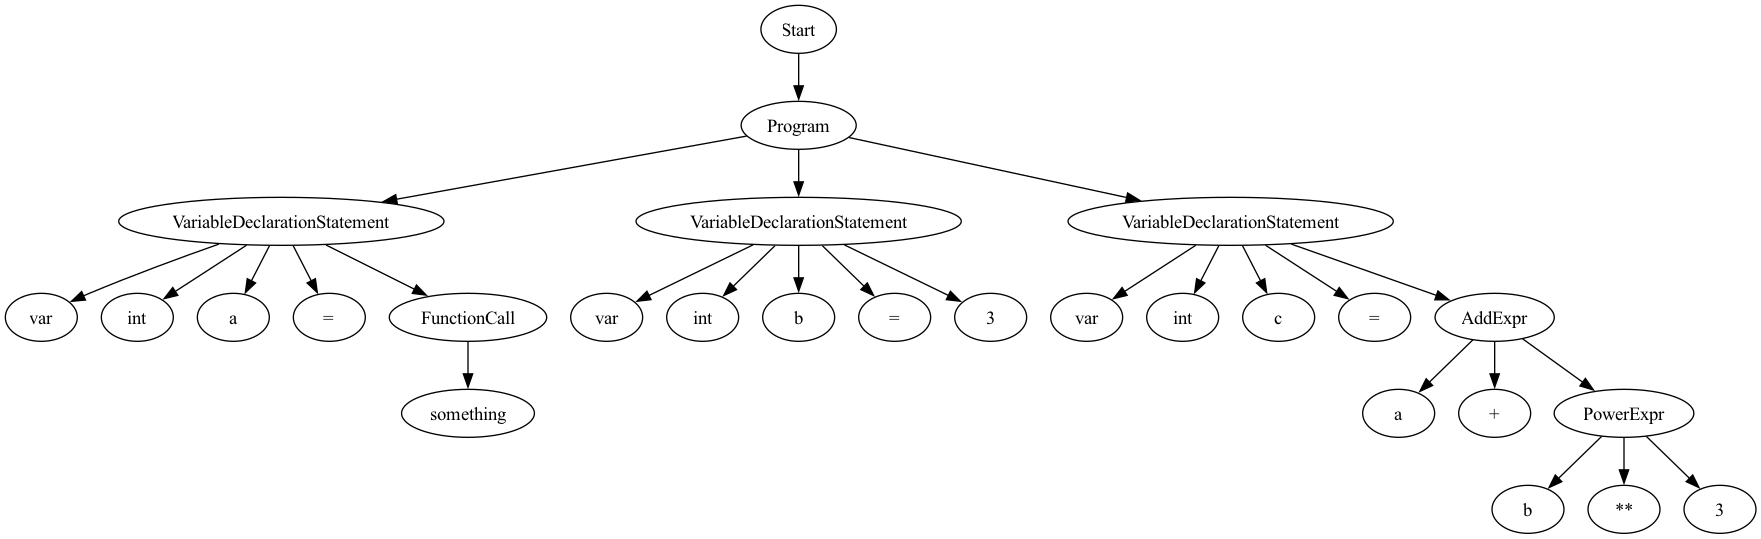 Start
Program
VariableDeclarationStatement VariableDeclarationStatement VariableDeclarationStatement
var int a = FunctionCall var int b = 3 var int c = AddExpr
something a + PowerExpr
b ** 3